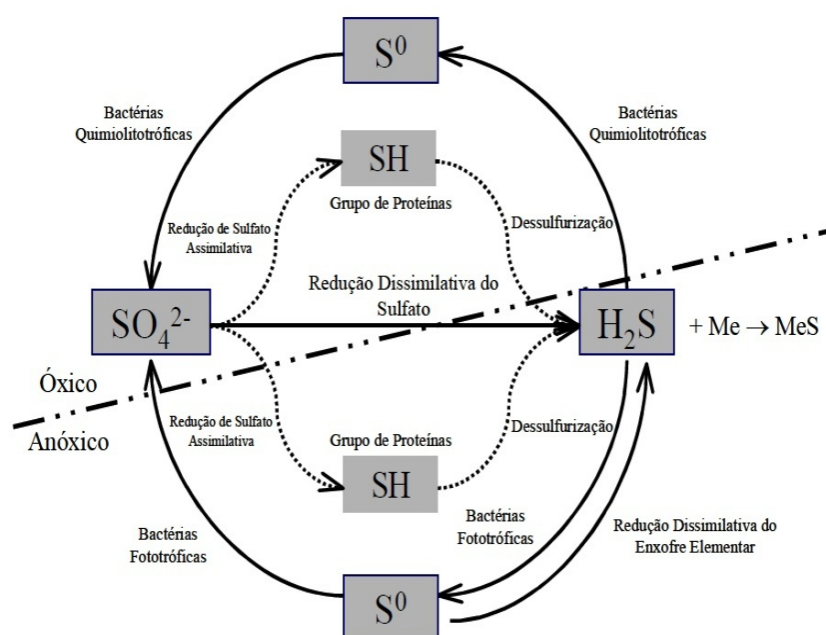 S⁰
Bactérias
Quimiolitotróficas
Bactérias
Quimiolitotróficas
SH
Grupo de Proteínas
Redução de Sulfato
Assimilativa
Dessulfurização
Redução Dissimilativa do
Sulfato
SO₄²⁻
H₂S
+ Me → MeS
Óxico
Anóxico
Redução de Sulfato
Assimilativa
Grupo de Proteínas
Dessulfurização
SH
Bactérias
Fototróficas
Bactérias
Fototróficas
Redução Dissimilativa do
Enxofre Elementar
S⁰